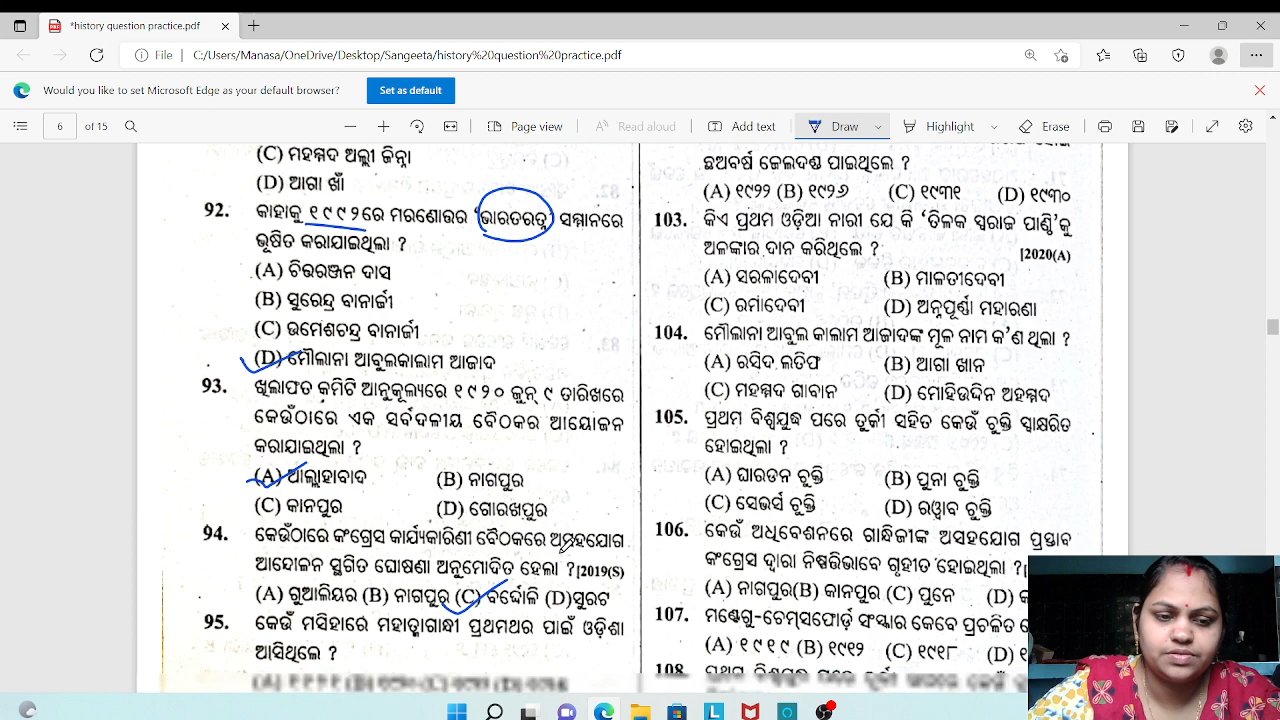 *history question practice.pdf
File
C:/Users/Manasa/OneDrive/Desktop/Sangeeta/history%20question%20practice.pdf
Would you like to set Microsoft Edge as your default browser?
Set as default
6 of 15
Page view
Read aloud
Add text
Draw
Highlight
Erase
(C) ମହମ୍ମଦ ଅଲ୍ଲୀ ଜିନ୍ନା
(D) ଆଗା ଖାଁ
92. କାହାକୁ ୧୯୯୨ରେ ମରଣୋତ୍ତର 'ଭାରତରତ୍ନ' ସମ୍ମାନରେ
ଭୂଷିତ କରାଯାଇଥିଲା ?
(A) ଚିତ୍ତରଞ୍ଜନ ଦାସ
(B) ସୁରେନ୍ଦ୍ର ବାନାର୍ଜୀ
(C) ଉମେଶଚନ୍ଦ୍ର ବାନାର୍ଜୀ
(D) ମୌଲାନା ଆବୁଲକାଲାମ ଆଜାଦ
93. ଖିଲାଫତ କମିଟି ଆନୁକୂଲ୍ୟରେ ୧୯୨୦ ଜୁନ୍ ୯ ତାରିଖରେ
କେଉଁଠାରେ ଏକ ସର୍ବଦଳୀୟ ବୈଠକର ଆୟୋଜନ
କରାଯାଇଥିଲା ?
(A) ଆଲ୍ଲାହାବାଦ (B) ନାଗପୁର
(C) କାନପୁର (D) ଗୋରଖପୁର
94. କେଉଁଠାରେ କଂଗ୍ରେସ କାର୍ଯ୍ୟକାରିଣୀ ବୈଠକରେ ଅସହଯୋଗ
ଆନ୍ଦୋଳନ ସ୍ଥଗିତ ଘୋଷଣା ଅନୁମୋଦିତ ହେଲା ?[2019(S)
(A) ଗୁଆଲିୟର (B) ନାଗପୁର (C) ବର୍ଦ୍ଦୋଳି (D)ସୁରଟ
95. କେଉଁ ମସିହାରେ ମହାତ୍ମାଗାନ୍ଧୀ ପ୍ରଥମଥର ପାଇଁ ଓଡ଼ିଶା
ଆସିଥିଲେ ?
ଛଅବର୍ଷ ଜେଲଦଣ୍ଡ ପାଇଥିଲେ ?
(A) ୧୯୨୨ (B) ୧୯୨୬ (C) ୧୯୩୧ (D) ୧୯୩୦
103. କିଏ ପ୍ରଥମ ଓଡ଼ିଆ ନାରୀ ଯେ କି 'ତିଳକ ସ୍ୱରାଜ ପାଣ୍ଠି'କୁ
ଅଳଙ୍କାର ଦାନ କରିଥିଲେ ? [2020(A)
(A) ସରଳାଦେବୀ (B) ମାଳତୀଦେବୀ
(C) ରମାଦେବୀ (D) ଅନ୍ନପୂର୍ଣ୍ଣା ମହାରଣା
104. ମୌଲାନା ଆବୁଲ କାଲାମ ଆଜାଦଙ୍କ ମୂଳ ନାମ କ'ଣ ଥିଲା ?
(A) ରସିଦ୍ ଲତିଫ (B) ଆଗା ଖାନ
(C) ମହମ୍ମଦ ଗାବାନ (D) ମୋହିଉଦ୍ଦିନ ଅହମ୍ମଦ
105. ପ୍ରଥମ ବିଶ୍ୱଯୁଦ୍ଧ ପରେ ତୁର୍କୀ ସହିତ କେଉଁ ଚୁକ୍ତି ସ୍ୱାକ୍ଷରିତ
ହୋଇଥିଲା ?
(A) ଘାରଡନ ଚୁକ୍ତି (B) ପୁନା ଚୁକ୍ତି
(C) ସେଭର୍ସ ଚୁକ୍ତି (D) ରଓ୍ଵାବ ଚୁକ୍ତି
106. କେଉଁ ଅଧିବେଶନରେ ଗାନ୍ଧିଜୀଙ୍କ ଅସହଯୋଗ ପ୍ରସ୍ତାବ
କଂଗ୍ରେସ ଦ୍ୱାରା ନିଷ୍ପତ୍ତିଭାବେ ଗୃହୀତ ହୋଇଥିଲା ?[
(A) ନାଗପୁର(B) କାନପୁର (C) ପୁନେ (D)
107. ମଣ୍ଟେଗୁ-ଚେମ୍ସଫୋର୍ଡ଼ ସଂସ୍କାର କେବେ ପ୍ରଚଳିତ
(A) ୧୯୧୯ (B) ୧୯୧୨ (C) ୧୯୧୮ (D)
108.